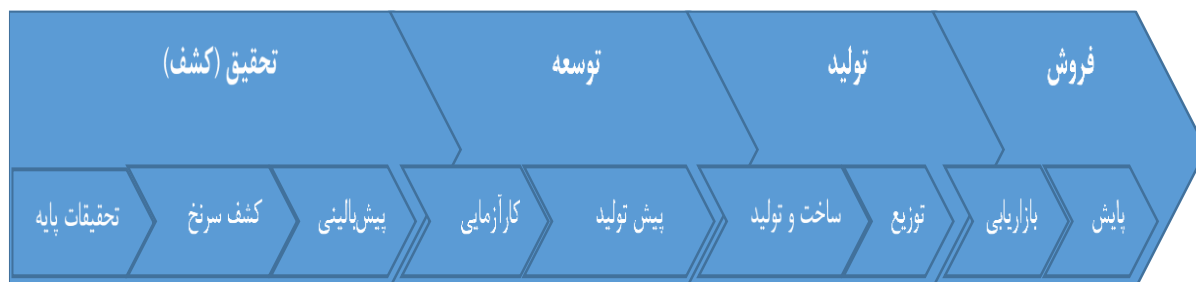 تحقیق (کشف)
توسعه
تولید
فروش
تحقیقات پایه
کشف سرنخ
پیش‌بالینی
کارآزمایی
پیش تولید
ساخت و تولید
توزیع
بازاریابی
پایش